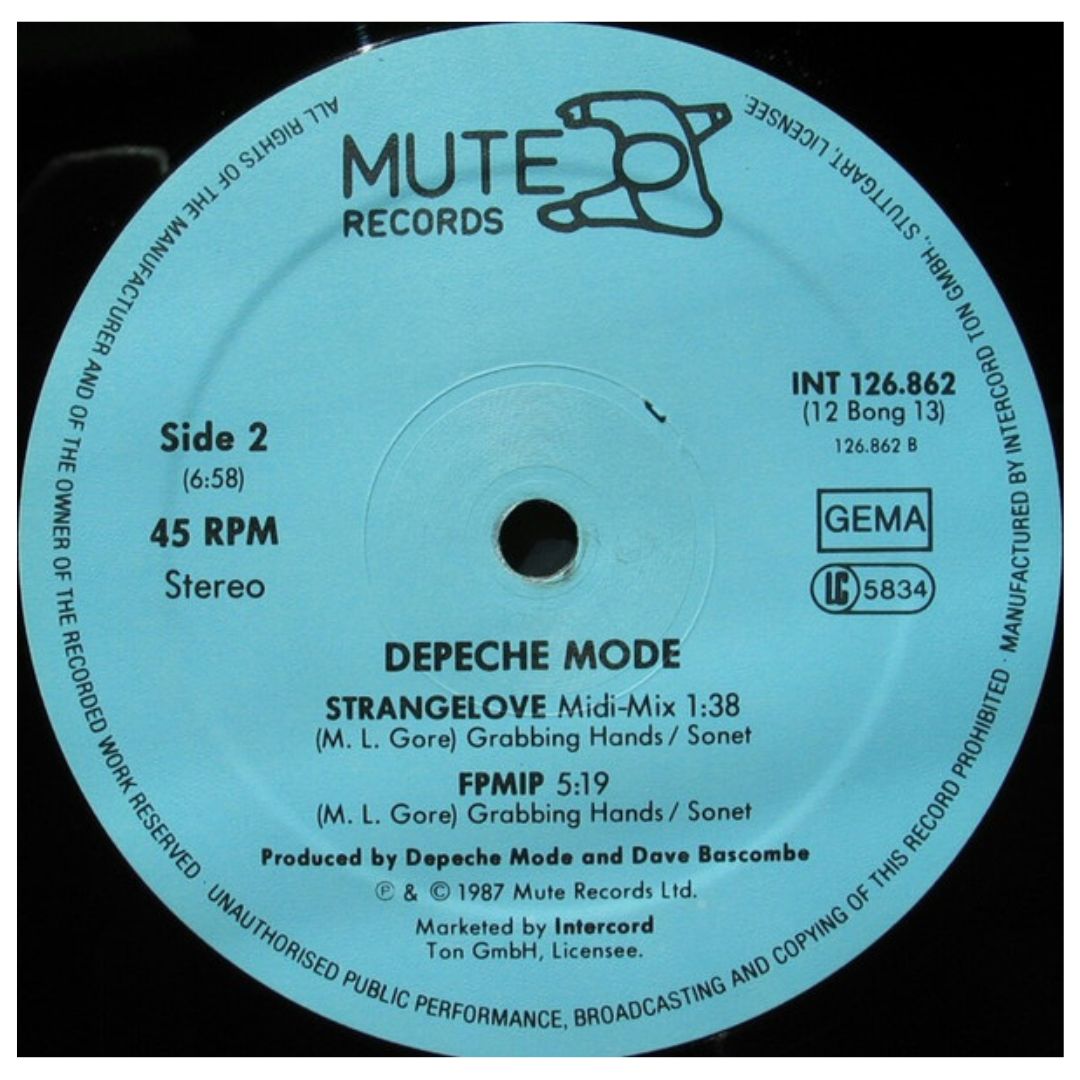 MUTE
RECORDS
INT 126.862
(12 Bong 13)
126.862 B
Side 2
(6:58)
45 RPM
Stereo
GEMA
LC 5834
DEPECHE MODE
STRANGELOVE Midi-Mix 1:38
(M. L. Gore) Grabbing Hands / Sonet
FPMIP 5:19
(M. L. Gore) Grabbing Hands / Sonet
Produced by Depeche Mode and Dave Bascombe
℗ & © 1987 Mute Records Ltd.
Marketed by Intercord
Ton GmbH, Licensee.
ALL RIGHTS OF THE MANUFACTURER AND OF THE OWNER OF THE RECORDED WORK RESERVED · UNAUTHORISED PUBLIC PERFORMANCE, BROADCASTING AND COPYING OF THIS RECORD PROHIBITED · MANUFACTURED BY INTERCORD TON GMBH., STUTTGART, LICENSEE.